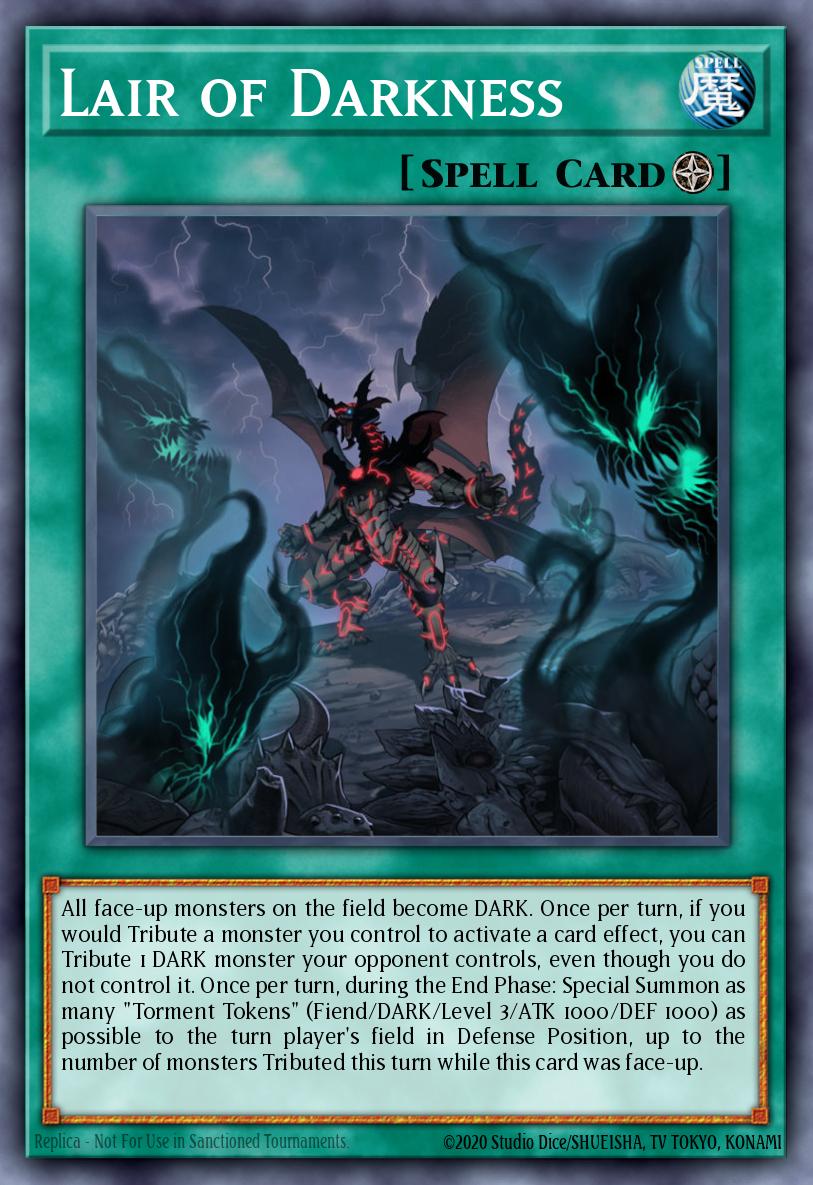 Lair of Darkness
SPELL
魔
[Spell Card]
All face-up monsters on the field become DARK. Once per turn, if you
would Tribute a monster you control to activate a card effect, you can
Tribute 1 DARK monster your opponent controls, even though you do
not control it. Once per turn, during the End Phase: Special Summon as
many "Torment Tokens" (Fiend/DARK/Level 3/ATK 1000/DEF 1000) as
possible to the turn player's field in Defense Position, up to the
number of monsters Tributed this turn while this card was face-up.
Replica - Not For Use in Sanctioned Tournaments.
©2020 Studio Dice/SHUEISHA, TV TOKYO, KONAMI